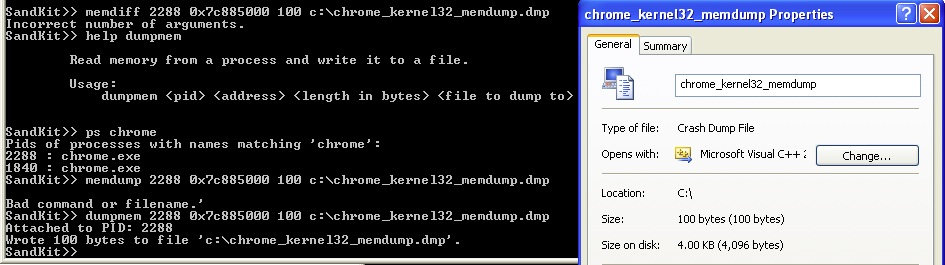 SandKit>> memdiff 2288 0x7c885000 100 c:\chrome_kernel32_memdump.dmp
Incorrect number of arguments.
SandKit>> help dumpmem
Read memory from a process and write it to a file.
Usage:
dumpmem <pid> <address> <length in bytes> <file to dump to>
SandKit>> ps chrome
Pids of processes with names matching 'chrome':
2288 : chrome.exe
1840 : chrome.exe
SandKit>> memdump 2288 0x7c885000 100 c:\chrome_kernel32_memdump.dmp
Bad command or filename.'
SandKit>> dumpmem 2288 0x7c885000 100 c:\chrome_kernel32_memdump.dmp
Attached to PID: 2288
Wrote 100 bytes to file 'c:\chrome_kernel32_memdump.dmp'.
SandKit>>
chrome_kernel32_memdump Properties
General Summary
chrome_kernel32_memdump
Type of file: Crash Dump File
Opens with: Microsoft Visual C++ 2 Change...
Location: C:\
Size: 100 bytes (100 bytes)
Size on disk: 4.00 KB (4,096 bytes)